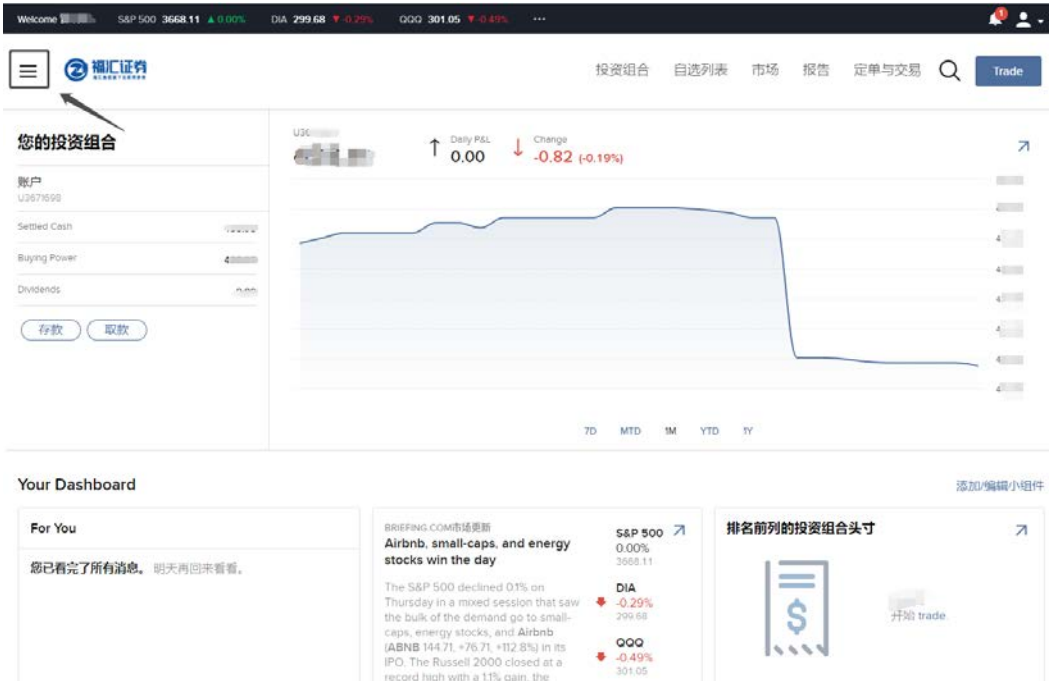 Welcome S&P 500 3668.11 ▲ 0.00% DIA 299.68 ▼ -0.29% QQQ 301.05 ▼ -0.49% ...
1
福汇证券
投资组合 自选列表 市场 报告 定单与交易 Trade
您的投资组合
账户
U3671698
Settled Cash
Buying Power
Dividends
存款 取款
Daily P&L
0.00
Change
-0.82 (-0.19%)
7D MTD 1M YTD 1Y
Your Dashboard
添加/编辑小组件
For You
您已看完了所有消息。 明天再回来看看。
BRIEFING.COM市场更新
Airbnb, small-caps, and energy
stocks win the day
The S&P 500 declined 0.1% on
Thursday in a mixed session that saw
the bulk of the demand go to small-
caps, energy stocks, and Airbnb
(ABNB 144.71, +76.71, +112.8%) in its
IPO. The Russell 2000 closed at a
record high with a 1.1% gain, the
S&P 500
0.00%
3668.11
DIA
-0.29%
299.68
QQQ
-0.49%
301.05
排名前列的投资组合头寸
$
开始 trade